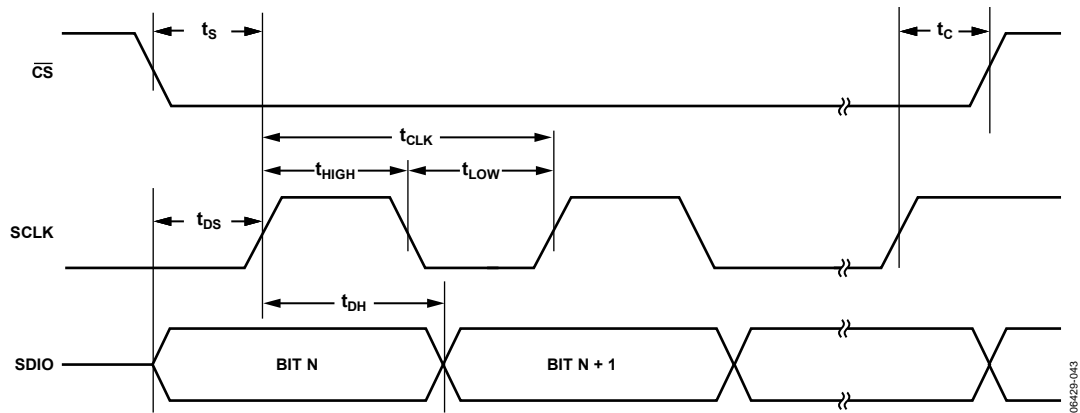 tS
tC
CS
tCLK
tHIGH
tLOW
tDS
SCLK
tDH
SDIO
BIT N
BIT N + 1
06429-043